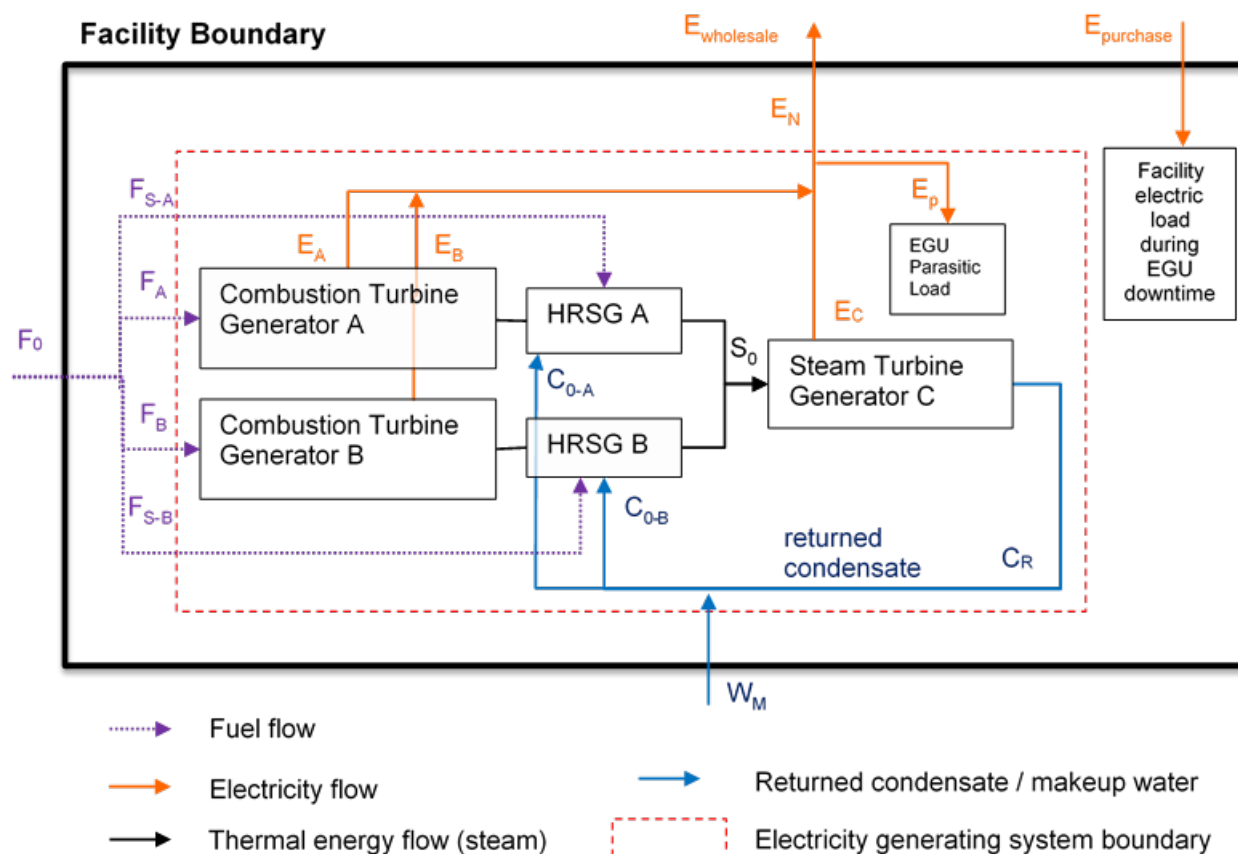 Facility Boundary
E_wholesale
E_purchase
E_N
F_S-A
E_A
E_B
E_p
EGU
Parasitic
Load
Facility
electric
load
during
EGU
downtime
F_A
Combustion Turbine
Generator A
HRSG A
E_C
F_0
S_0
Steam Turbine
Generator C
C_0-A
F_B
Combustion Turbine
Generator B
HRSG B
F_S-B
C_0-B
returned
condensate
C_R
W_M
Fuel flow
Electricity flow
Returned condensate / makeup water
Thermal energy flow (steam)
Electricity generating system boundary